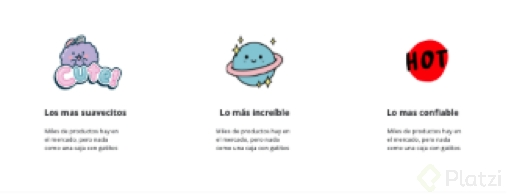 Cute!
HOT
Los mas suavecitos
Lo más increíble
Lo mas confiable
Miles de productos hay en
el mercado, pero nada
como una caja con gatitos
Miles de productos hay en
el mercado, pero nada
como una caja con gatitos
Miles de productos hay en
el mercado, pero nada
como una caja con gatitos
Platzi